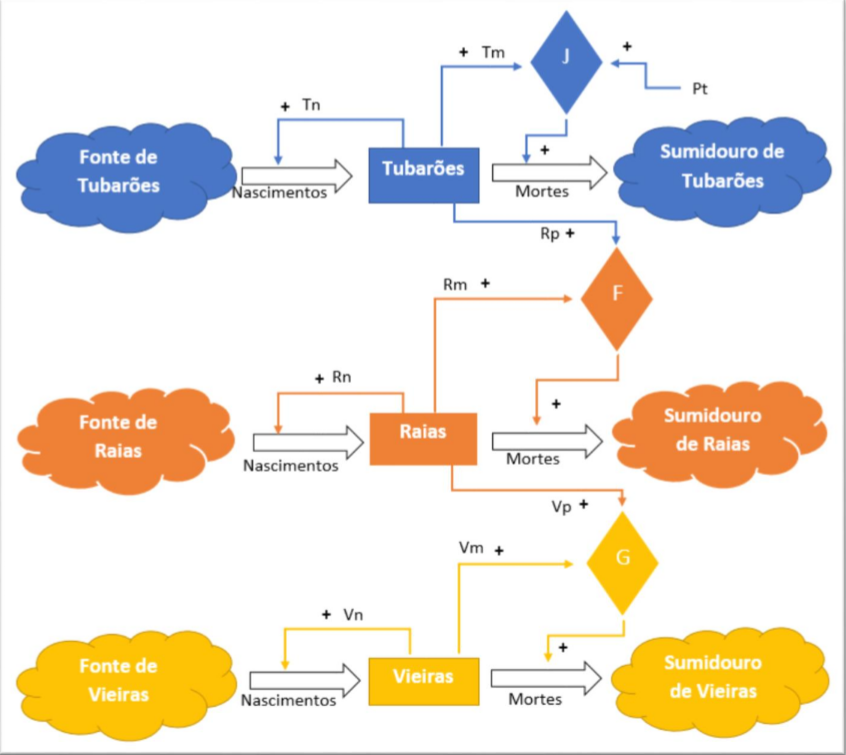 J
+
+ Tm
Pt
+ Tn
Fonte de
Tubarões
Nascimentos
Tubarões
+
Mortes
Sumidouro de
Tubarões
Rp +
F
Rm +
+ Rn
+
Fonte de
Raias
Nascimentos
Raias
Mortes
Sumidouro
de Raias
Vp +
G
Vm +
+ Vn
+
Fonte de
Vieiras
Nascimentos
Vieiras
Mortes
Sumidouro
de Vieiras